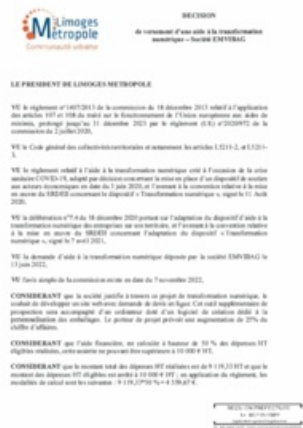 Limoges
Métropole
Communauté urbaine
DECISION
de versement d'une aide à la transformation
numérique – Société EMVIBAG
LE PRESIDENT DE LIMOGES METROPOLE
VU le règlement n°1407/2013 de la commission du 18 décembre 2013 relatif à l'application
des articles 107 et 108 du traité sur le fonctionnement de l'Union européenne aux aides de
minimis, prolongé jusqu'au 31 décembre 2023 par le règlement (UE) n°2020/972 de la
commission du 2 juillet 2020,
VU le Code général des collectivités territoriales et notamment les articles L5211-2, et L5211-
VU le règlement relatif à l'aide à la transformation numérique créé à l'occasion de la crise
sanitaire COVID-19, adopté par décision concernant la mise en place d'un dispositif de soutien
aux acteurs économiques en date du 3 juin 2020, et l'avenant à la convention relative à la mise
en œuvre du SRDEII concernant le dispositif « Transformation numérique », signé le 11 Août
2020,
VU la délibération n°7.4 du 18 décembre 2020 portant sur l'adaptation du dispositif d'aide à la
transformation numérique des entreprises sur son territoire, et l'avenant à la convention relative
à la mise en œuvre du SRDEII concernant l'adaptation du dispositif « Transformation
numérique », signé le 7 avril 2021,
VU la demande d'aide à la transformation numérique déposée par la société EMVIBAG le
13 juin 2022,
VU l'avis simple de la commission mixte en date du 7 novembre 2022,
CONSIDERANT que la société justifie à travers ce projet de transformation numérique, le
souhait de développer un site web avec demande de devis en ligne. Cet outil supplémentaire de
prospection sera accompagné d'un ordinateur doté d'un logiciel de création dédié à la
personnalisation des emballages. Le porteur de projet prévoit une augmentation de 25% du
chiffre d'affaires.
CONSIDERANT que l'aide financière, est calculée à hauteur de 50 % des dépenses HT
éligibles réalisées, cette assiette ne pouvant être supérieure à 10 000 € HT,
CONSIDERANT que le montant total des dépenses HT réalisées est de 9 119,33 HT et que le
montant des dépenses HT éligibles est arrêté à 10 000 € HT ; en application du règlement, les
modalités de calcul sont les suivantes : 9 119,33*50 % = 4 559,67 €.